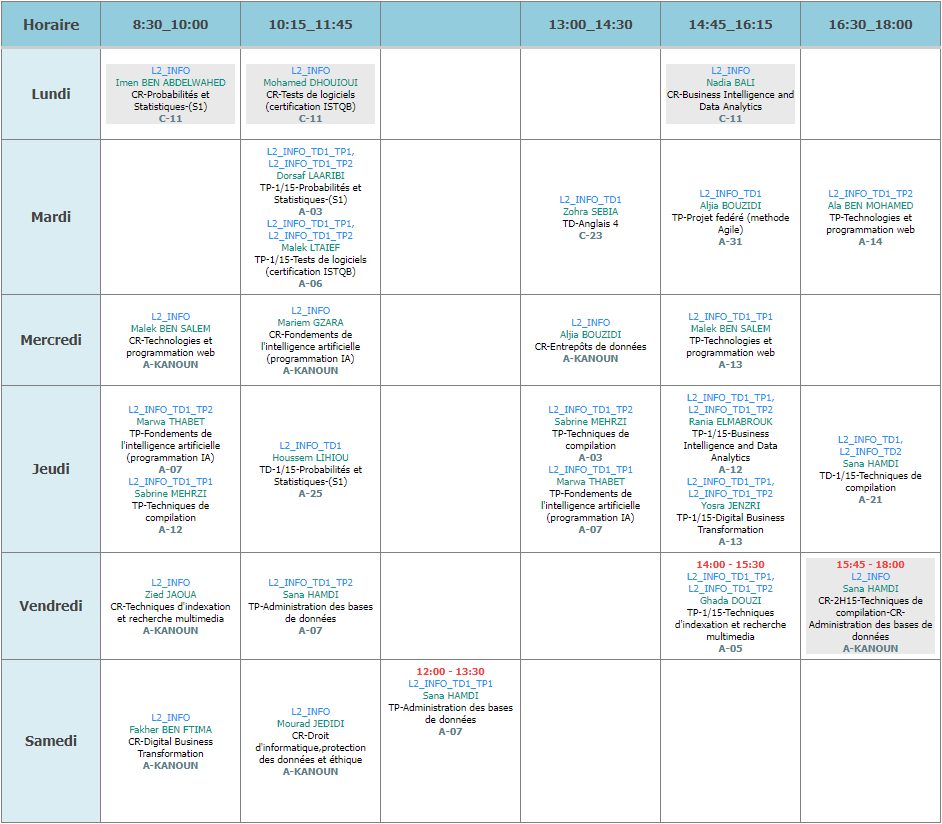 Horaire
8:30_10:00
10:15_11:45
13:00_14:30
14:45_16:15
16:30_18:00
Lundi
L2_INFO
Imen BEN ABDELWAHED
CR-Probabilités et
Statistiques-(S1)
C-11
L2_INFO
Mohamed DHOUIOUI
CR-Tests de logiciels
(certification ISTQB)
C-11
L2_INFO
Nadia BALI
CR-Business Intelligence and
Data Analytics
C-11
Mardi
L2_INFO_TD1_TP1,
L2_INFO_TD1_TP2
Dorsaf LAARIBI
TP-1/15-Probabilités et
Statistiques-(S1)
A-03
L2_INFO_TD1_TP1,
L2_INFO_TD1_TP2
Malek LTAIEF
TP-1/15-Tests de logiciels
(certification ISTQB)
A-06
L2_INFO_TD1
Zohra SEBIA
TD-Anglais 4
C-23
L2_INFO_TD1
Aljia BOUZIDI
TP-Projet fedéré (methode
Agile)
A-31
L2_INFO_TD1_TP2
Ala BEN MOHAMED
TP-Technologies et
programmation web
A-14
Mercredi
L2_INFO
Malek BEN SALEM
CR-Technologies et
programmation web
A-KANOUN
L2_INFO
Mariem GZARA
CR-Fondements de
l'intelligence artificielle
(programmation IA)
A-KANOUN
L2_INFO
Aljia BOUZIDI
CR-Entrepôts de données
A-KANOUN
L2_INFO_TD1_TP1
Malek BEN SALEM
TP-Technologies et
programmation web
A-13
Jeudi
L2_INFO_TD1_TP2
Marwa THABET
TP-Fondements de
l'intelligence artificielle
(programmation IA)
A-07
L2_INFO_TD1_TP1
Sabrine MEHRZI
TP-Techniques de
compilation
A-12
L2_INFO_TD1
Houssem LIHIOU
TD-1/15-Probabilités et
Statistiques-(S1)
A-25
L2_INFO_TD1_TP2
Sabrine MEHRZI
TP-Techniques de
compilation
A-03
L2_INFO_TD1_TP1
Marwa THABET
TP-Fondements de
l'intelligence artificielle
(programmation IA)
A-07
L2_INFO_TD1_TP1,
L2_INFO_TD1_TP2
Rania ELMABROUK
TP-1/15-Business
Intelligence and Data
Analytics
A-12
L2_INFO_TD1_TP1,
L2_INFO_TD1_TP2
Yosra JENZRI
TP-1/15-Digital Business
Transformation
A-13
L2_INFO_TD1,
L2_INFO_TD2
Sana HAMDI
TD-1/15-Techniques de
compilation
A-21
Vendredi
L2_INFO
Zied JAOUA
CR-Techniques d'indexation
et recherche multimedia
A-KANOUN
L2_INFO_TD1_TP2
Sana HAMDI
TP-Administration des bases
de données
A-07
14:00 - 15:30
L2_INFO_TD1_TP1,
L2_INFO_TD1_TP2
Ghada DOUZI
TP-1/15-Techniques
d'indexation et recherche
multimedia
A-05
15:45 - 18:00
L2_INFO
Sana HAMDI
CR-2H15-Techniques de
compilation-CR-
Administration des bases de
données
A-KANOUN
Samedi
L2_INFO
Fakher BEN FTIMA
CR-Digital Business
Transformation
A-KANOUN
L2_INFO
Mourad JEDIDI
CR-Droit
d'informatique,protection
des données et éthique
A-KANOUN
12:00 - 13:30
L2_INFO_TD1_TP1
Sana HAMDI
TP-Administration des bases
de données
A-07